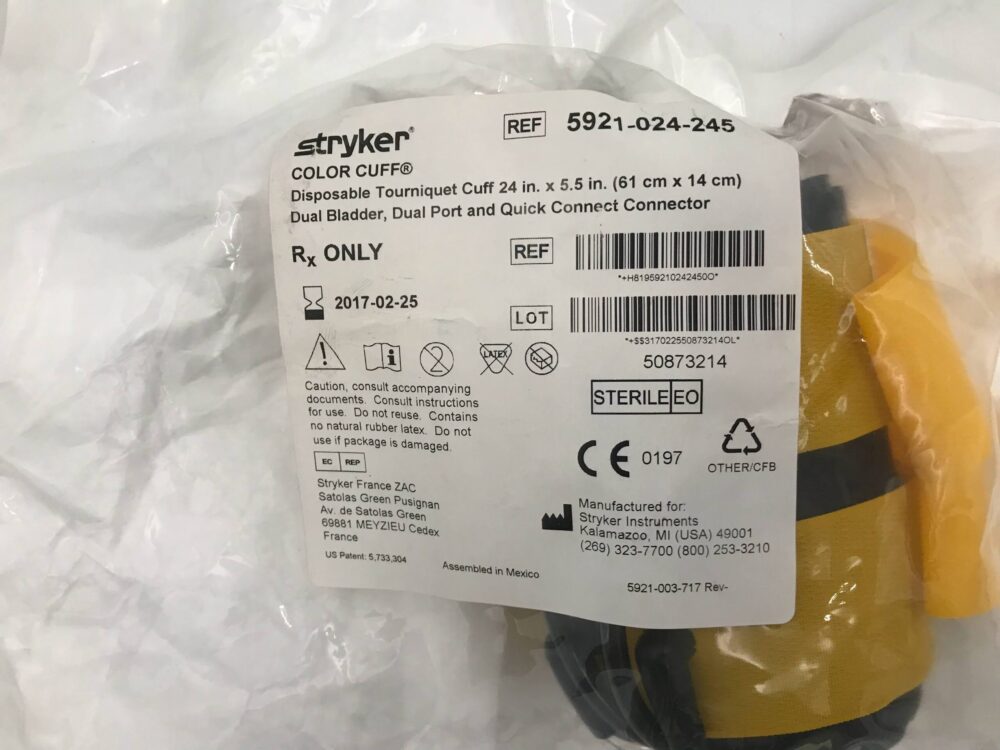 stryker®
REF 5921-024-245
COLOR CUFF®
Disposable Tourniquet Cuff 24 in. x 5.5 in. (61 cm x 14 cm)
Dual Bladder, Dual Port and Quick Connect Connector
Rx ONLY
REF
*+H819592102424500*
2017-02-25
LOT
*+$$317022550873214OL*
50873214
LATEX
2
Caution, consult accompanying
documents. Consult instructions
for use. Do not reuse. Contains
no natural rubber latex. Do not
use if package is damaged.
STERILE EO
CE 0197
OTHER/CFB
EC REP
Stryker France ZAC
Satolas Green Pusignan
Av. de Satolas Green
69881 MEYZIEU Cedex
France
Manufactured for:
Stryker Instruments
Kalamazoo, MI (USA) 49001
(269) 323-7700 (800) 253-3210
US Patent: 5,733,304
Assembled in Mexico
5921-003-717 Rev-